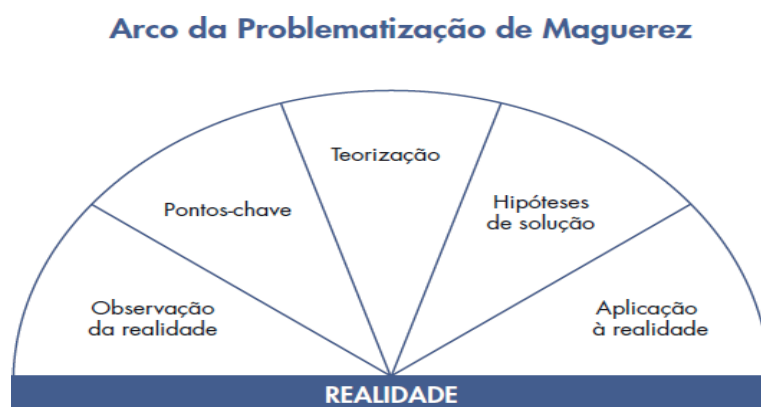 Arco da Problematização de Maguerez
Teorização
Pontos-chave
Hipóteses
de solução
Observação
da realidade
Aplicação
à realidade
REALIDADE